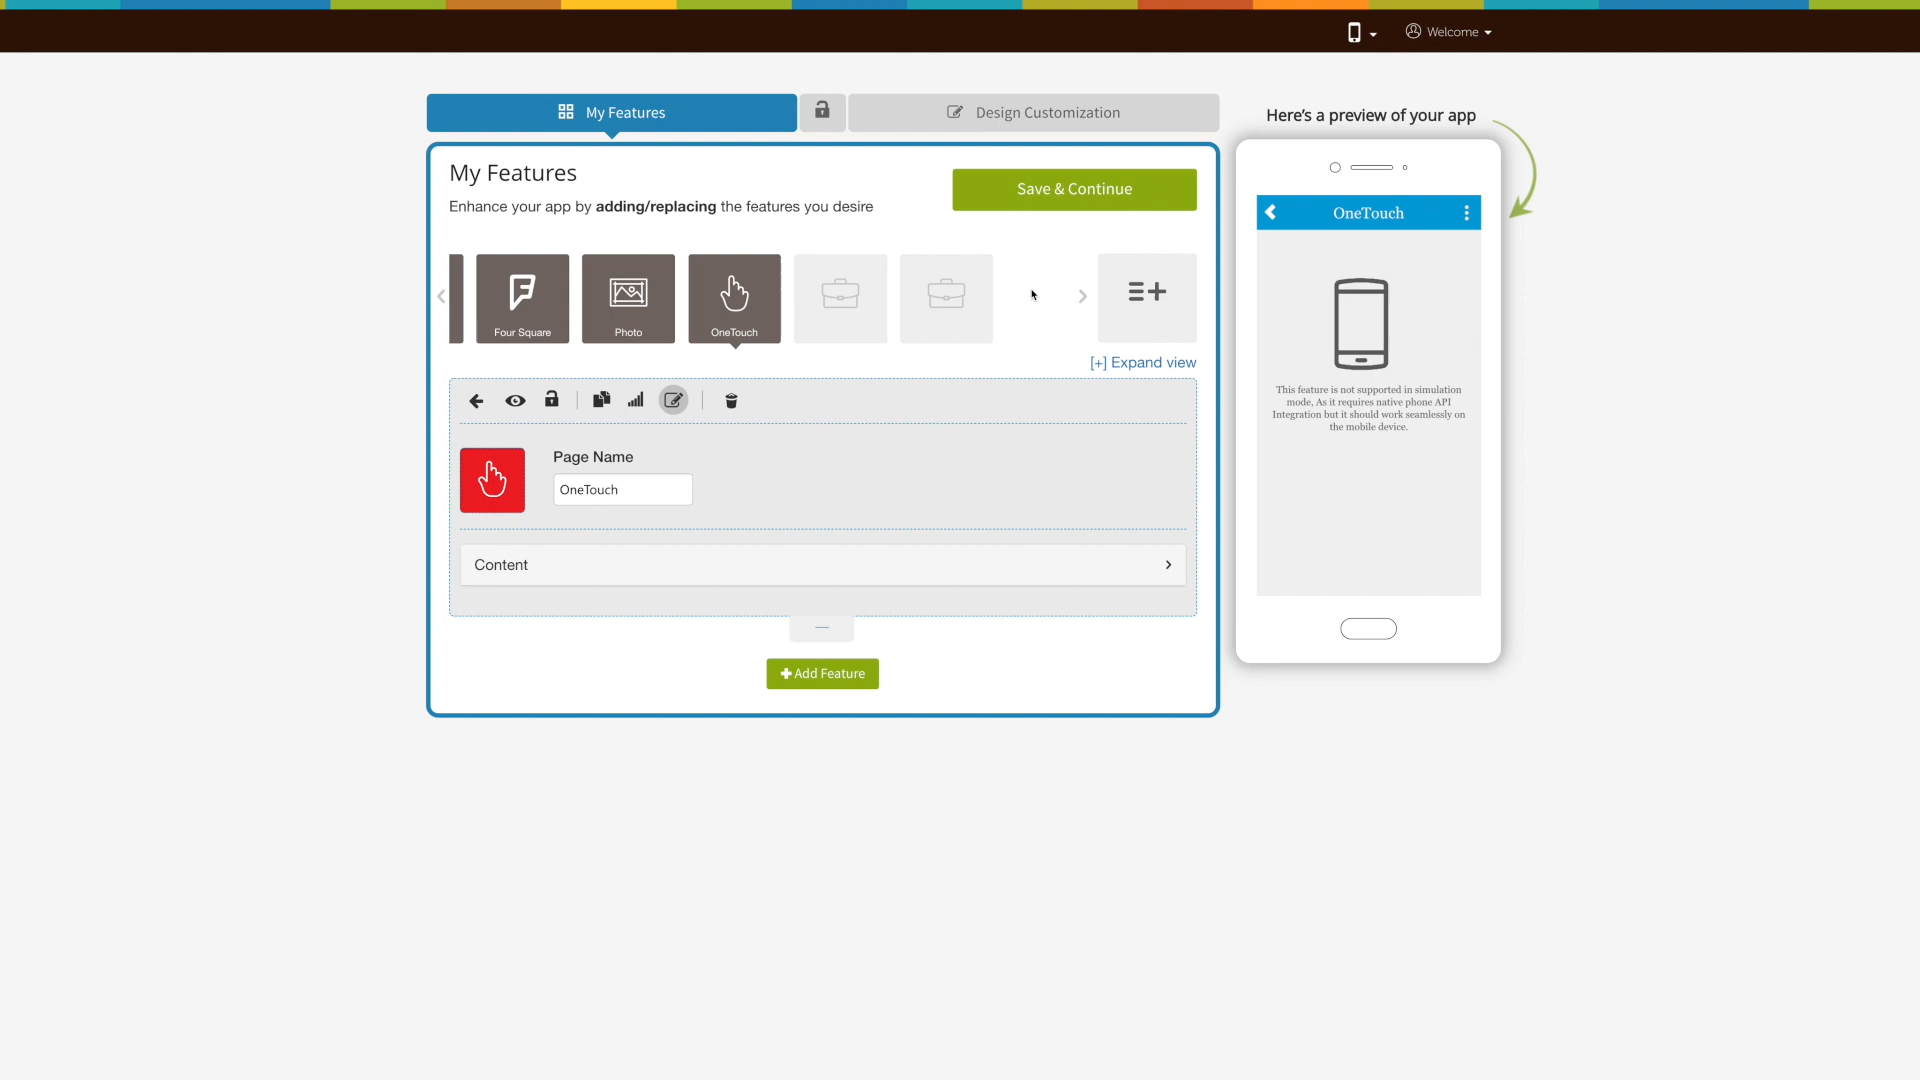 Welcome
My Features
Design Customization
Here's a preview of your app
My Features
Save & Continue
Enhance your app by adding/replacing the features you desire
Four Square
Photo
OneTouch
[+] Expand view
Page Name
OneTouch
Content
Add Feature
OneTouch
This feature is not supported in simulation
mode, As it requires native phone API
Integration but it should work seamlessly on
the mobile device.